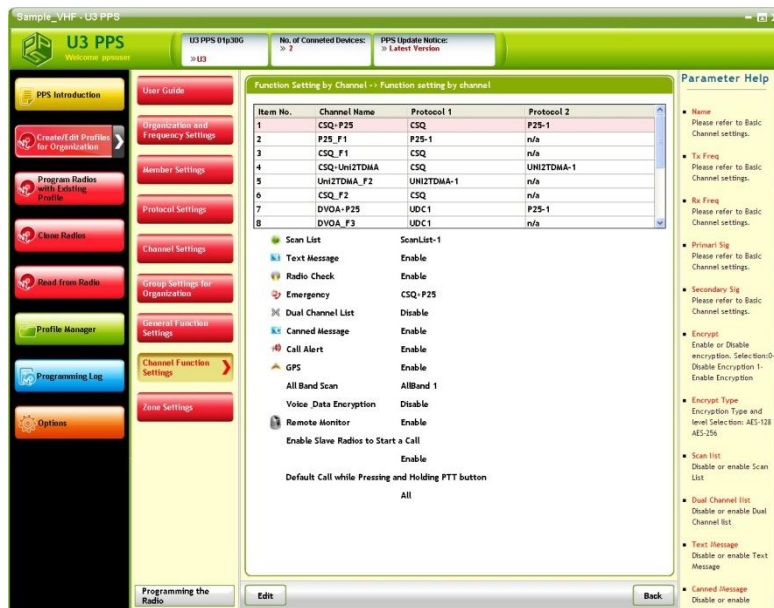 Sample_VHF - U3 PPS
U3 PPS
Welcome ppsusn
U3 PPS 01p30G
»U3
No. of Conneted Devices:
» 2
PPS Update Notice:
» Latest Version
PPS Introduction
Create/Edit Profiles
for Organization
Program Radios
with Existing
Profile
Clone Radios
Read from Radio
Profile Manager
Programming Log
Options
User Guide
Organization and
Frequency Settings
Member Settings
Protocol Settings
Channel Settings
Group Settings for
Organization
General Function
Settings
Channel Function
Settings
Zone Settings
Programming the
Radio
Function Setting by Channel -> Function setting by channel
Item No. Channel Name Protocol 1 Protocol 2
1 CSQ+P25 CSQ P25-1
2 P25_F1 P25-1 n/a
3 CSQ_F1 CSQ n/a
4 CSQ+Uni2TDMA CSQ UNI2TDMA-1
5 Uni2TDMA_F2 UNI2TDMA-1 n/a
6 CSQ_F2 CSQ n/a
7 DVOA+P25 UDC1 P25-1
8 DVOA_F3 UDC1 n/a
Scan List ScanList-1
Text Message Enable
Radio Check Enable
Emergency CSQ+P25
Dual Channel List Disable
Canned Message Enable
Call Alert Enable
GPS Enable
All Band Scan AllBand 1
Voice_Data Encryption Disable
Remote Monitor Enable
Enable Slave Radios to Start a Call
Enable
Default Call while Pressing and Holding PTT button
All
Edit
Back
Parameter Help
Name
Please refer to Basic
Channel settings.
Tx Freq
Please refer to Basic
Channel settings.
Rx Freq
Please refer to Basic
Channel settings.
Primari Sig
Please refer to Basic
Channel settings.
Secondary Sig
Please refer to Basic
Channel settings.
Encrypt
Enable or Disable
encryption. Selection:0-
Disable Encryption 1-
Enable Encryption
Encrypt Type
Encryption Type and
level Selection: AES-128
AES-256
Scan list
Disable or enable Scan
List
Dual Channel list
Disable or enable Dual
Channel list
Text Message
Disable or enable Text
Message
Canned Message
Disable or enable